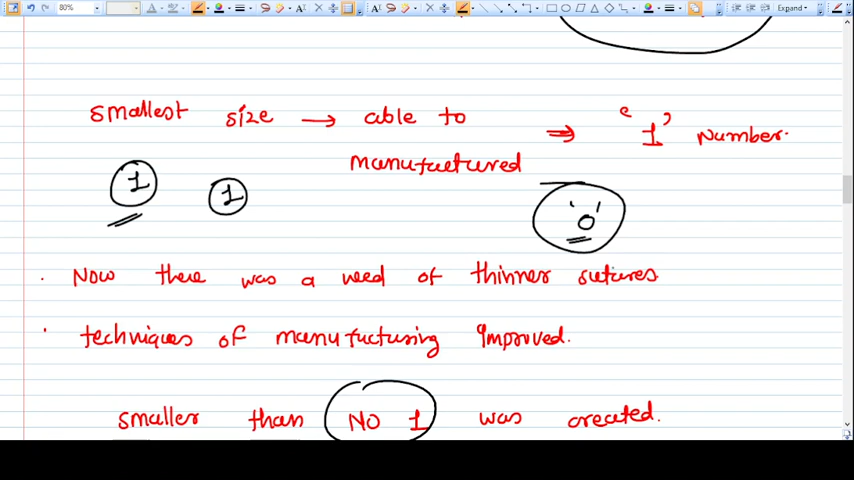 80%
Expand
smallest size → able to
manufactured ⇒ '1' Number.
1 1 '0'
. Now there was a need of thinner sutures
. techniques of manufacturing improved.
smaller than NO 1 was created.